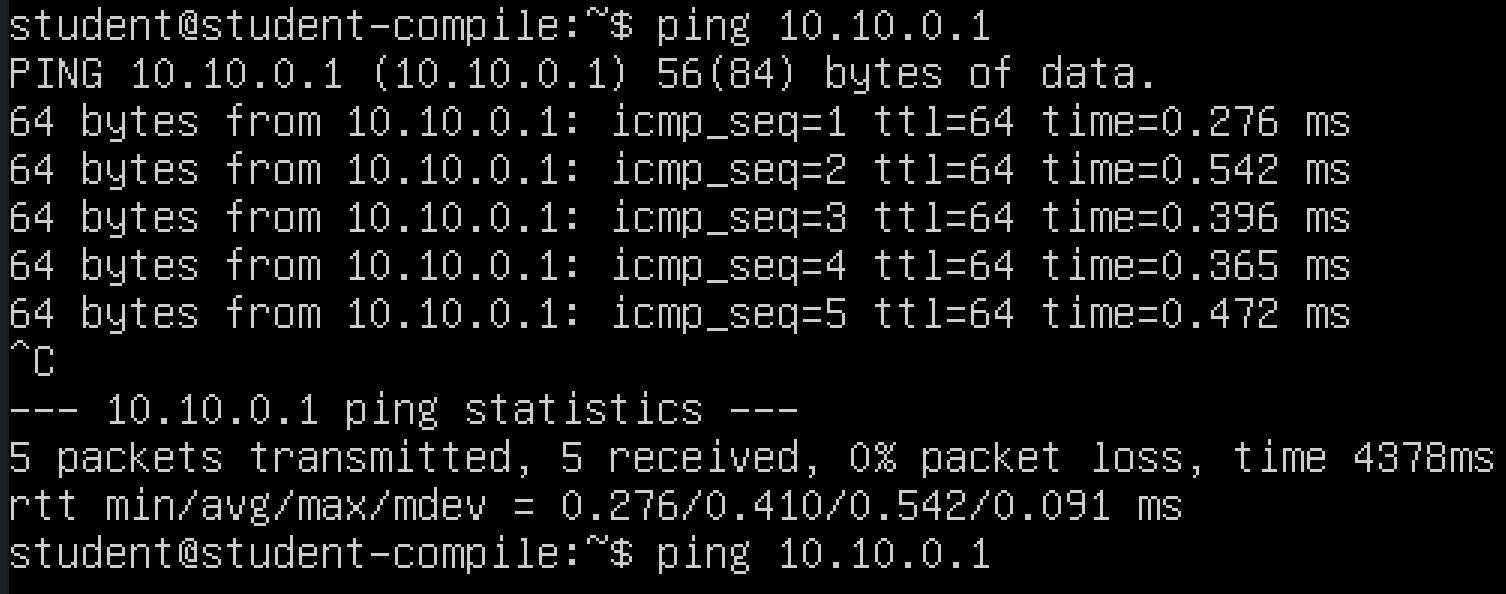 student@student-compile:~$ ping 10.10.0.1
PING 10.10.0.1 (10.10.0.1) 56(84) bytes of data.
64 bytes from 10.10.0.1: icmp_seq=1 ttl=64 time=0.276 ms
64 bytes from 10.10.0.1: icmp_seq=2 ttl=64 time=0.542 ms
64 bytes from 10.10.0.1: icmp_seq=3 ttl=64 time=0.396 ms
64 bytes from 10.10.0.1: icmp_seq=4 ttl=64 time=0.365 ms
64 bytes from 10.10.0.1: icmp_seq=5 ttl=64 time=0.472 ms
^C
--- 10.10.0.1 ping statistics ---
5 packets transmitted, 5 received, 0% packet loss, time 4378ms
rtt min/avg/max/mdev = 0.276/0.410/0.542/0.091 ms
student@student-compile:~$ ping 10.10.0.1